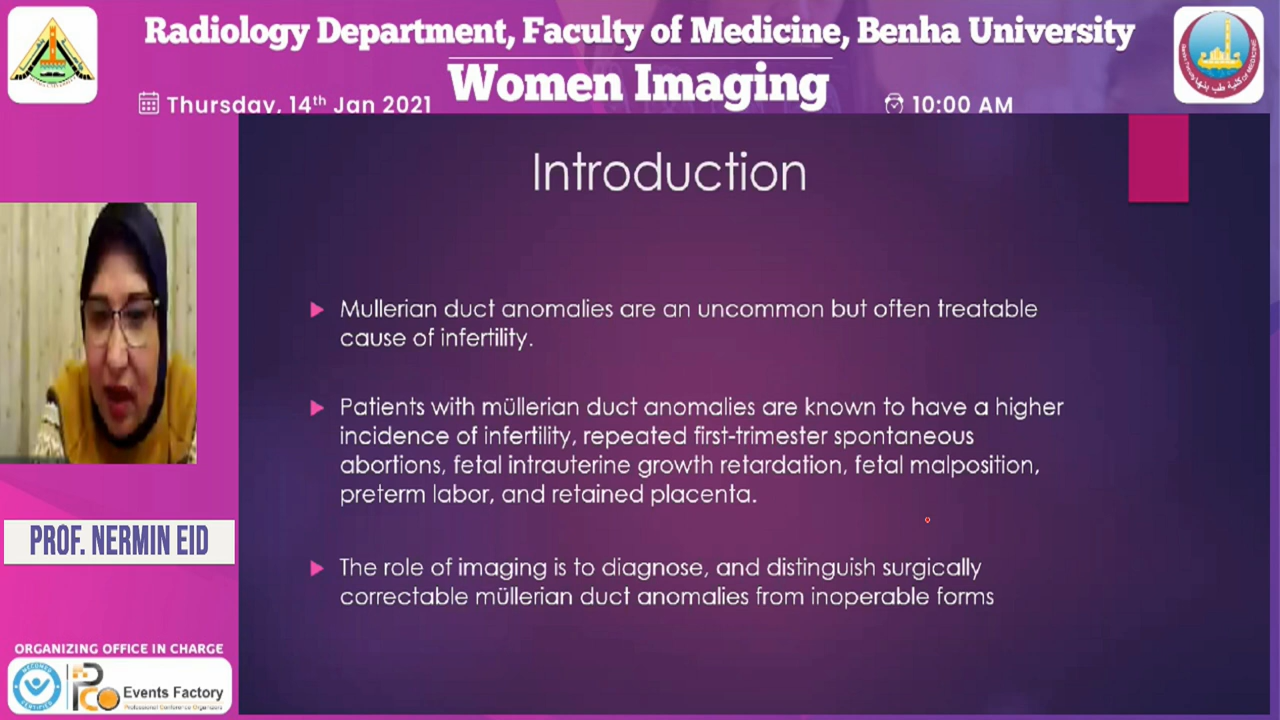 Radiology Department, Faculty of Medicine, Benha University
Women Imaging
Thursday, 14th Jan 2021
10:00 AM
Introduction
Mullerian duct anomalies are an uncommon but often treatable
cause of infertility.
Patients with müllerian duct anomalies are known to have a higher
incidence of infertility, repeated first-trimester spontaneous
abortions, fetal intrauterine growth retardation, fetal malposition,
preterm labor, and retained placenta.
The role of imaging is to diagnose, and distinguish surgically
correctable müllerian duct anomalies from inoperable forms
PROF. NERMIN EID
ORGANIZING OFFICE IN CHARGE
PCO
Events Factory
Professional Conference Organizers